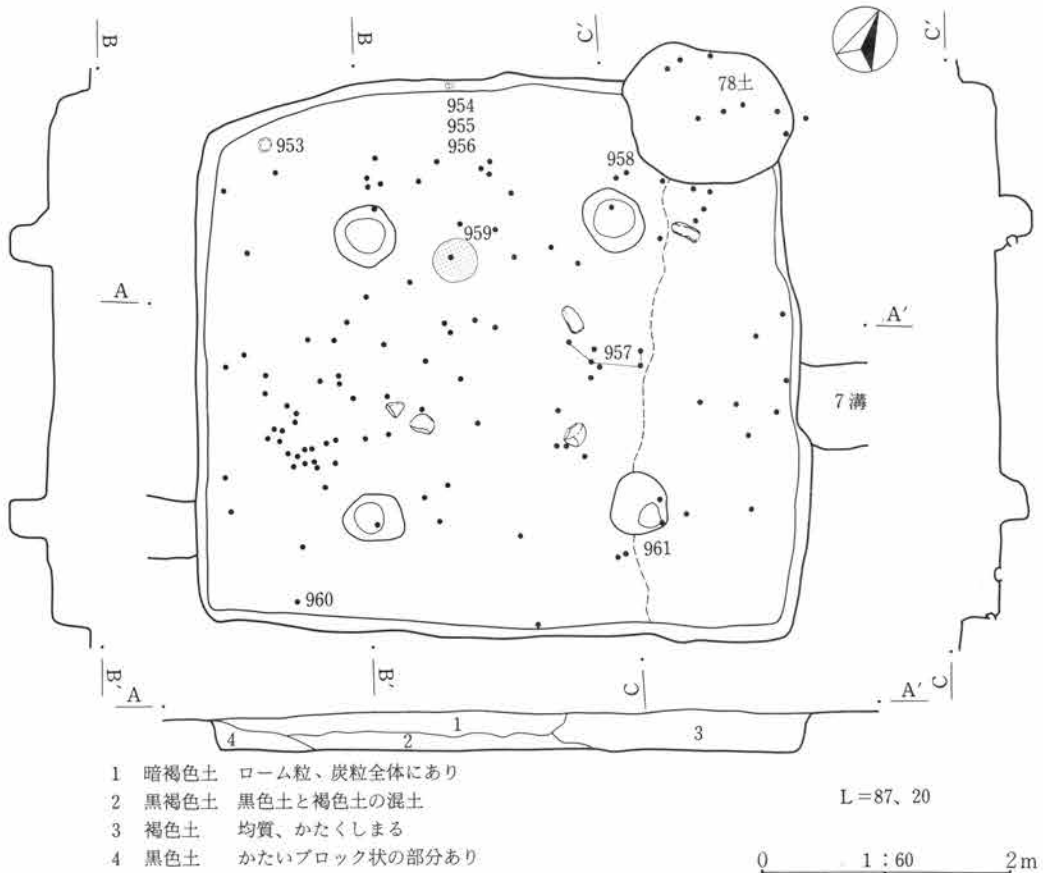 B
B
C'
C'
78土
954
955
956
953
958
959
A
A'
957
7溝
961
960
B'
B'
C
C
A
A'
1
2
3
4
1 暗褐色土 ローム粒、炭粒全体にあり
2 黒褐色土 黒色土と褐色土の混土
3 褐色土 均質、かたくしまる
4 黒色土 かたいブロック状の部分あり
L=87、20
0 1:60 2m